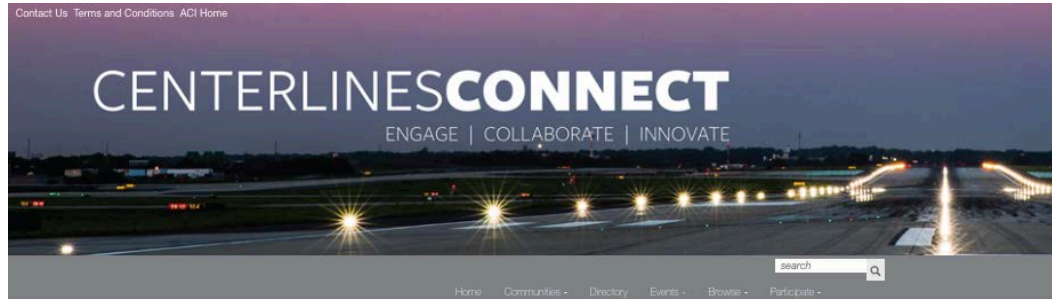 Contact Us Terms and Conditions ACI Home
CENTERLINESCONNECT
ENGAGE | COLLABORATE | INNOVATE
search
Home Communities Directory Events Browse Participate